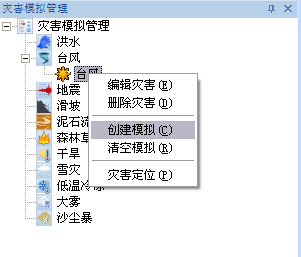 灾害模拟管理
灾害模拟管理
洪水
台风
台风
编辑灾害(E)
地震
删除灾害(D)
滑坡
泥石流
创建模拟(C)
森林草
清空模拟(R)
干旱
雪灾
灾害定位(P)
低温冷冻
大雾
沙尘暴